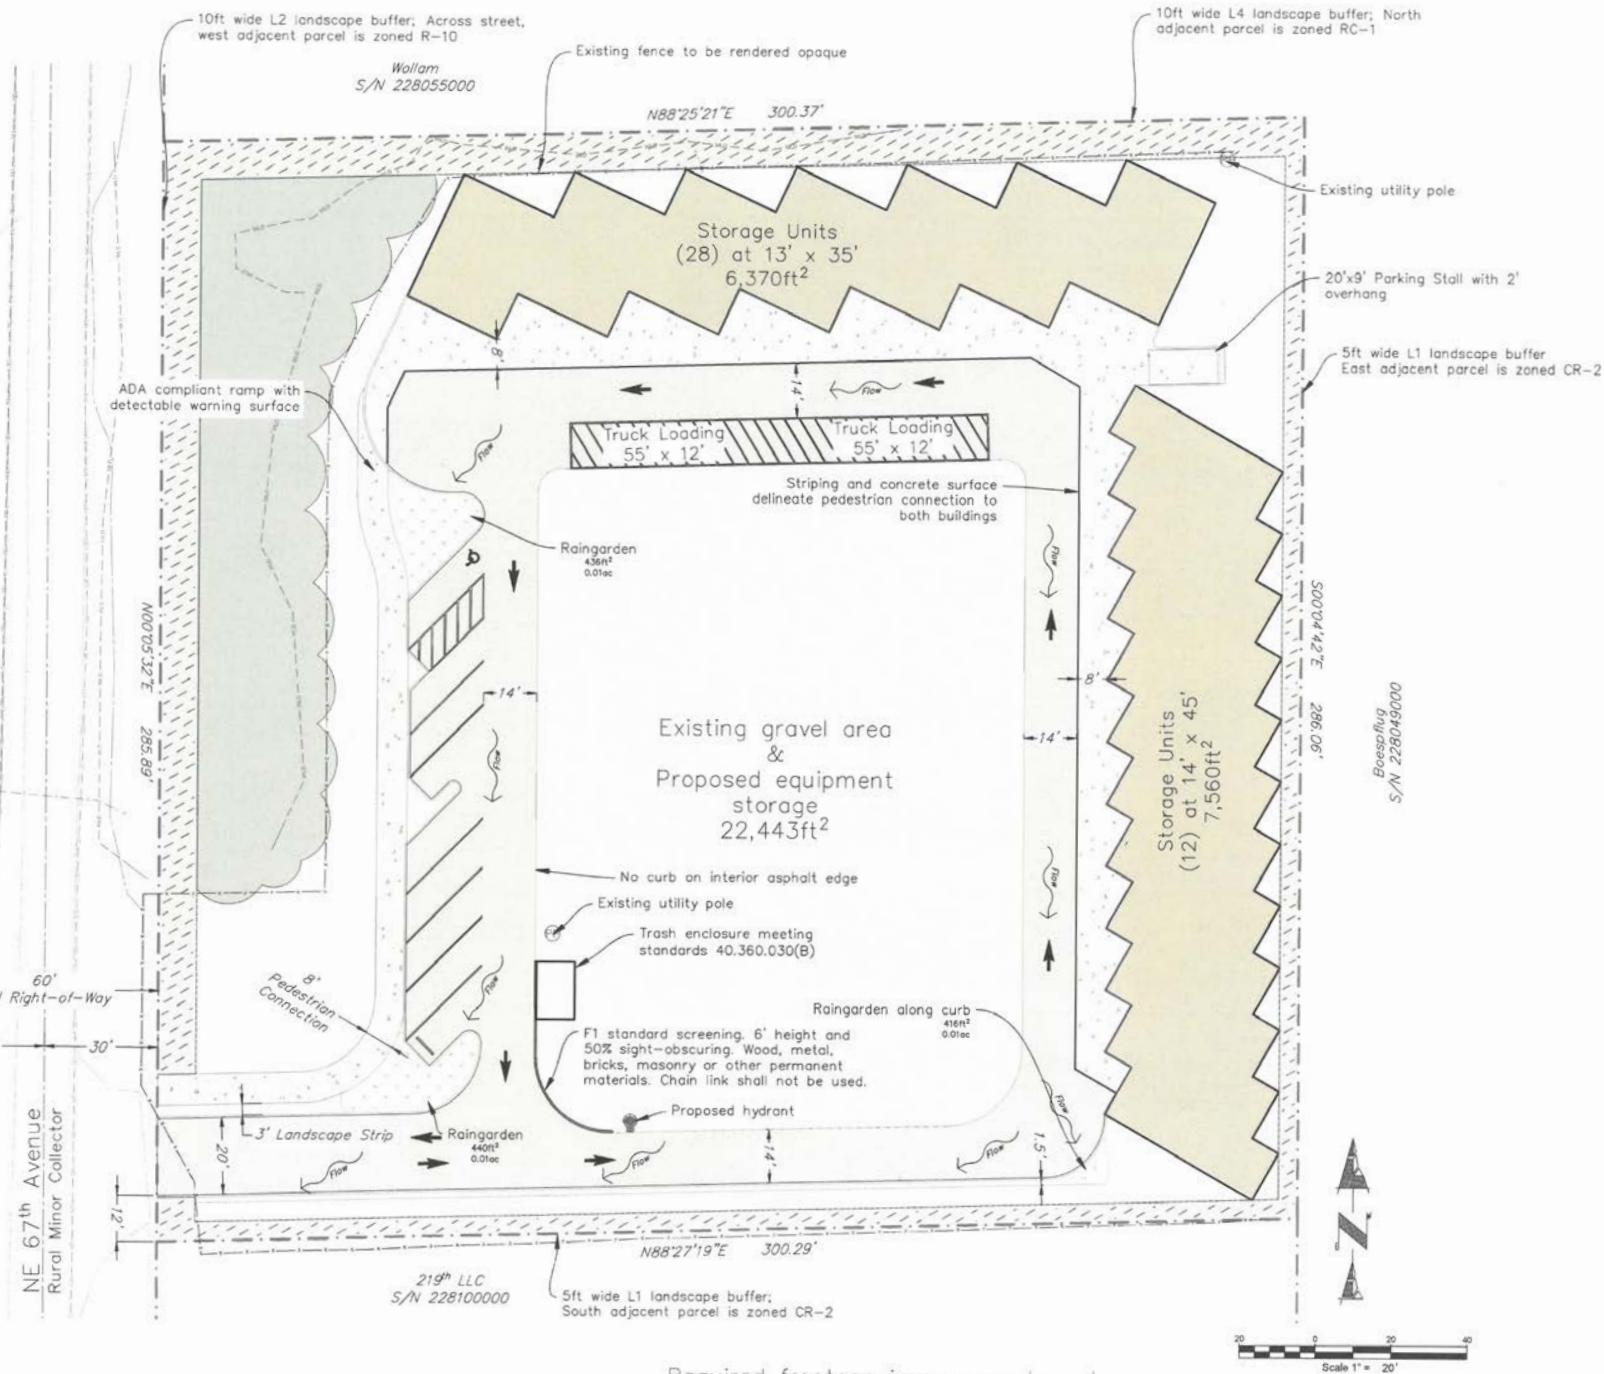 10ft wide L2 landscape buffer; Across street,
west adjacent parcel is zoned R-10
10ft wide L4 landscape buffer; North
adjacent parcel is zoned RC-1
Existing fence to be rendered opaque
Wollam
S/N 228055000
N88°25'21"E 300.37'
Existing utility pole
Storage Units
(28) at 13' x 35'
6,370ft²
20'x9' Parking Stall with 2'
overhang
5ft wide L1 landscape buffer
East adjacent parcel is zoned CR-2
8'
14'
Flow
ADA compliant ramp with
detectable warning surface
Truck Loading
55' x 12'
Truck Loading
55' x 12'
Flow
Striping and concrete surface
delineate pedestrian connection to
both buildings
Raingarden
436ft²
0.01ac
Flow
N00°05'32"E 285.89'
S00°04'42"E 286.06'
14'
8'
14'
Flow
Existing gravel area
&
Proposed equipment
storage
22,443ft²
Storage Units
(12) at 14' x 45'
7,560ft²
Boespflug
S/N 228049000
No curb on interior asphalt edge
Flow
Existing utility pole
Trash enclosure meeting
standards 40.360.030(B)
Flow
60'
Right-of-Way
8'
Pedestrian
Connection
Raingarden along curb
416ft²
0.01ac
30'
F1 standard screening. 6' height and
50% sight-obscuring. Wood, metal,
bricks, masonry or other permanent
materials. Chain link shall not be used.
Flow
Proposed hydrant
3' Landscape Strip
Raingarden
440ft²
0.01ac
20'
Flow
Flow
14'
Flow
1.5'
12'
NE 67th Avenue
Rural Minor Collector
N88°27'19"E 300.29'
219th LLC
S/N 228100000
5ft wide L1 landscape buffer;
South adjacent parcel is zoned CR-2
N
20 0 20 40
Scale 1" = 20'